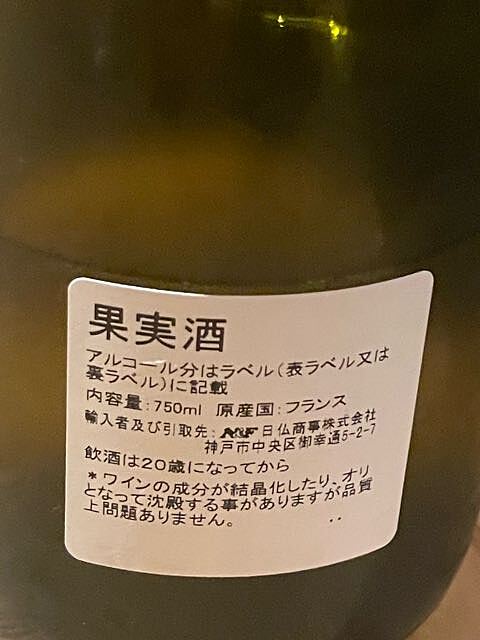 果実酒
アルコール分はラベル(表ラベル又は
裏ラベル)に記載
内容量:750ml 原産国:フランス
輸入者及び引取先: 日仏商事株式会社
神戸市中央区御幸通5-2-7
飲酒は20歳になってから
*ワインの成分が結晶化したり、オリ
となって沈殿する事がありますが品質
上問題ありません。